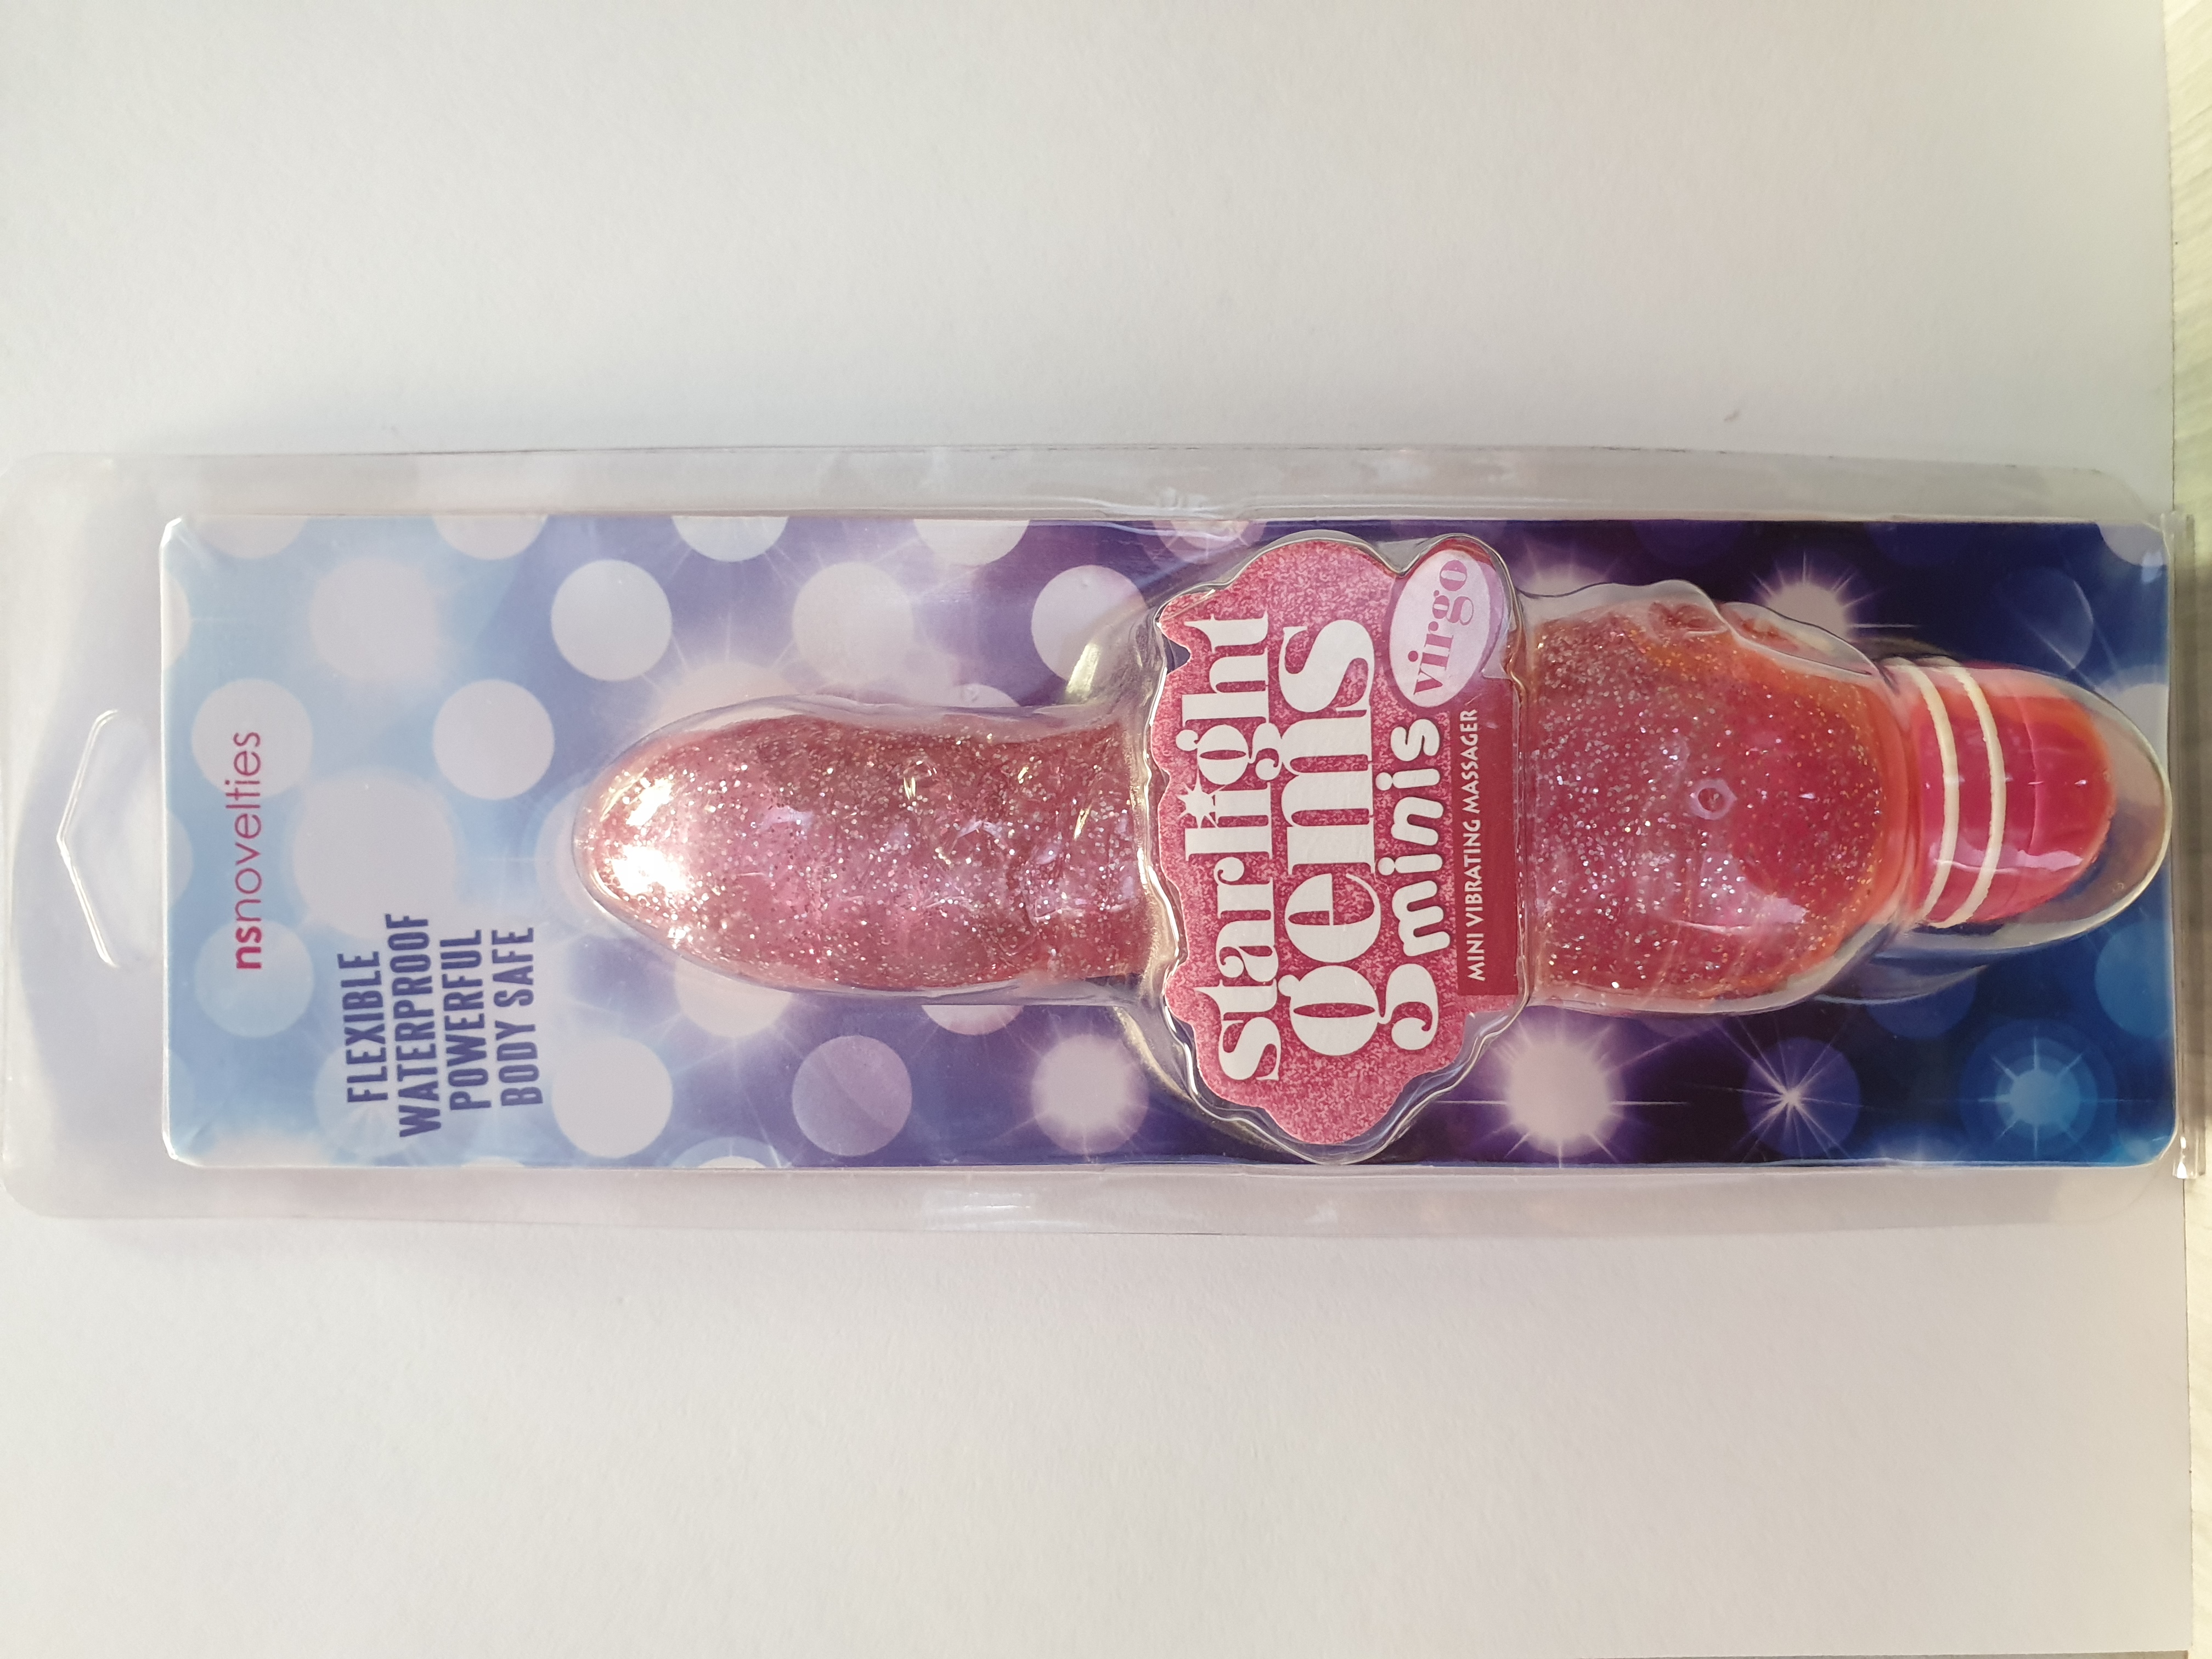 nsnovelties
FLEXIBLE
WATERPROOF
POWERFUL
BODY SAFE
starlight
gems
minis
virgo
MINI VIBRATING MASSAGER